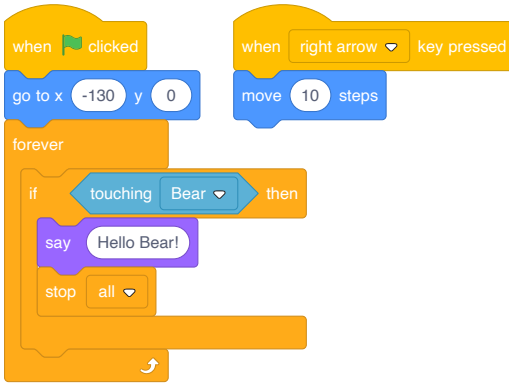 when clicked
go to x -130 y 0
forever
if touching Bear then
say Hello Bear!
stop all
when right arrow key pressed
move 10 steps